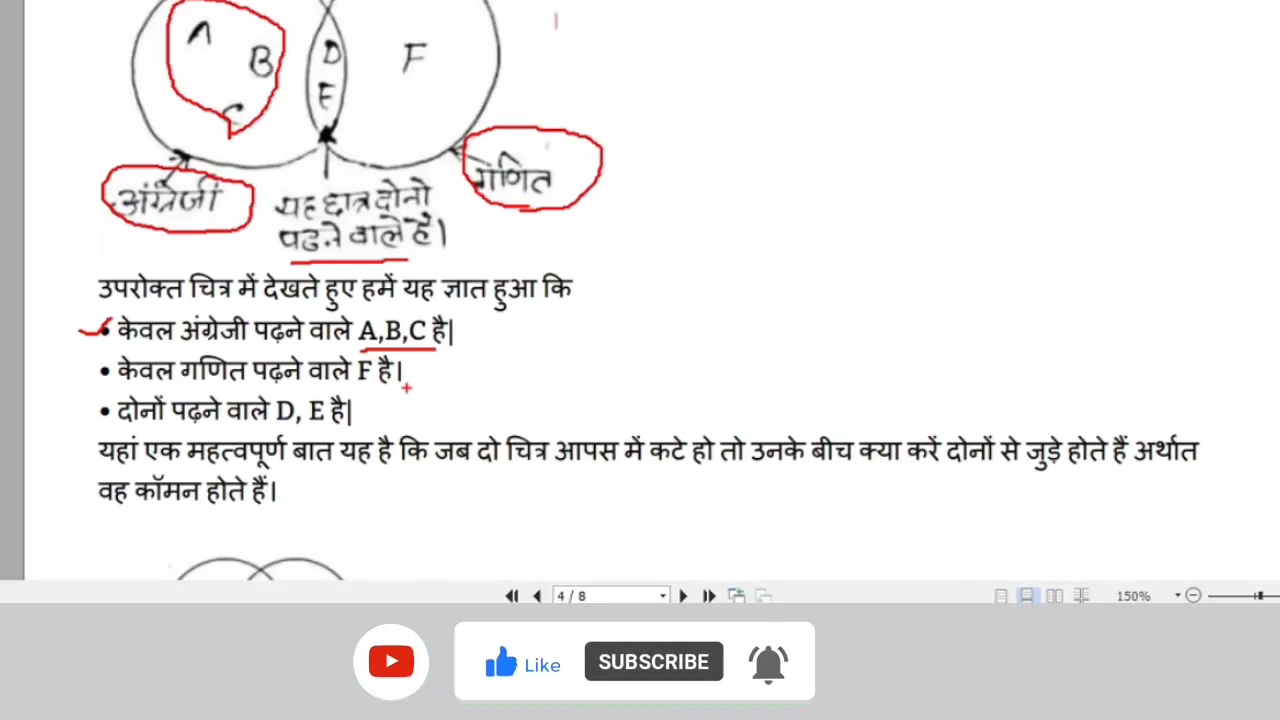 A
B
C
D
E
F
अंग्रेजी
यह छात्र दोनो
पढने वाले है।
गणित
उपरोक्त चित्र में देखते हुए हमें यह ज्ञात हुआ कि
• केवल अंग्रेजी पढ़ने वाले A,B,C है|
• केवल गणित पढ़ने वाले F है।
• दोनों पढ़ने वाले D, E है|
यहां एक महत्वपूर्ण बात यह है कि जब दो चित्र आपस में कटे हो तो उनके बीच क्या करें दोनों से जुड़े होते हैं अर्थात
वह कॉमन होते हैं।
4 / 8
150%
Like
SUBSCRIBE